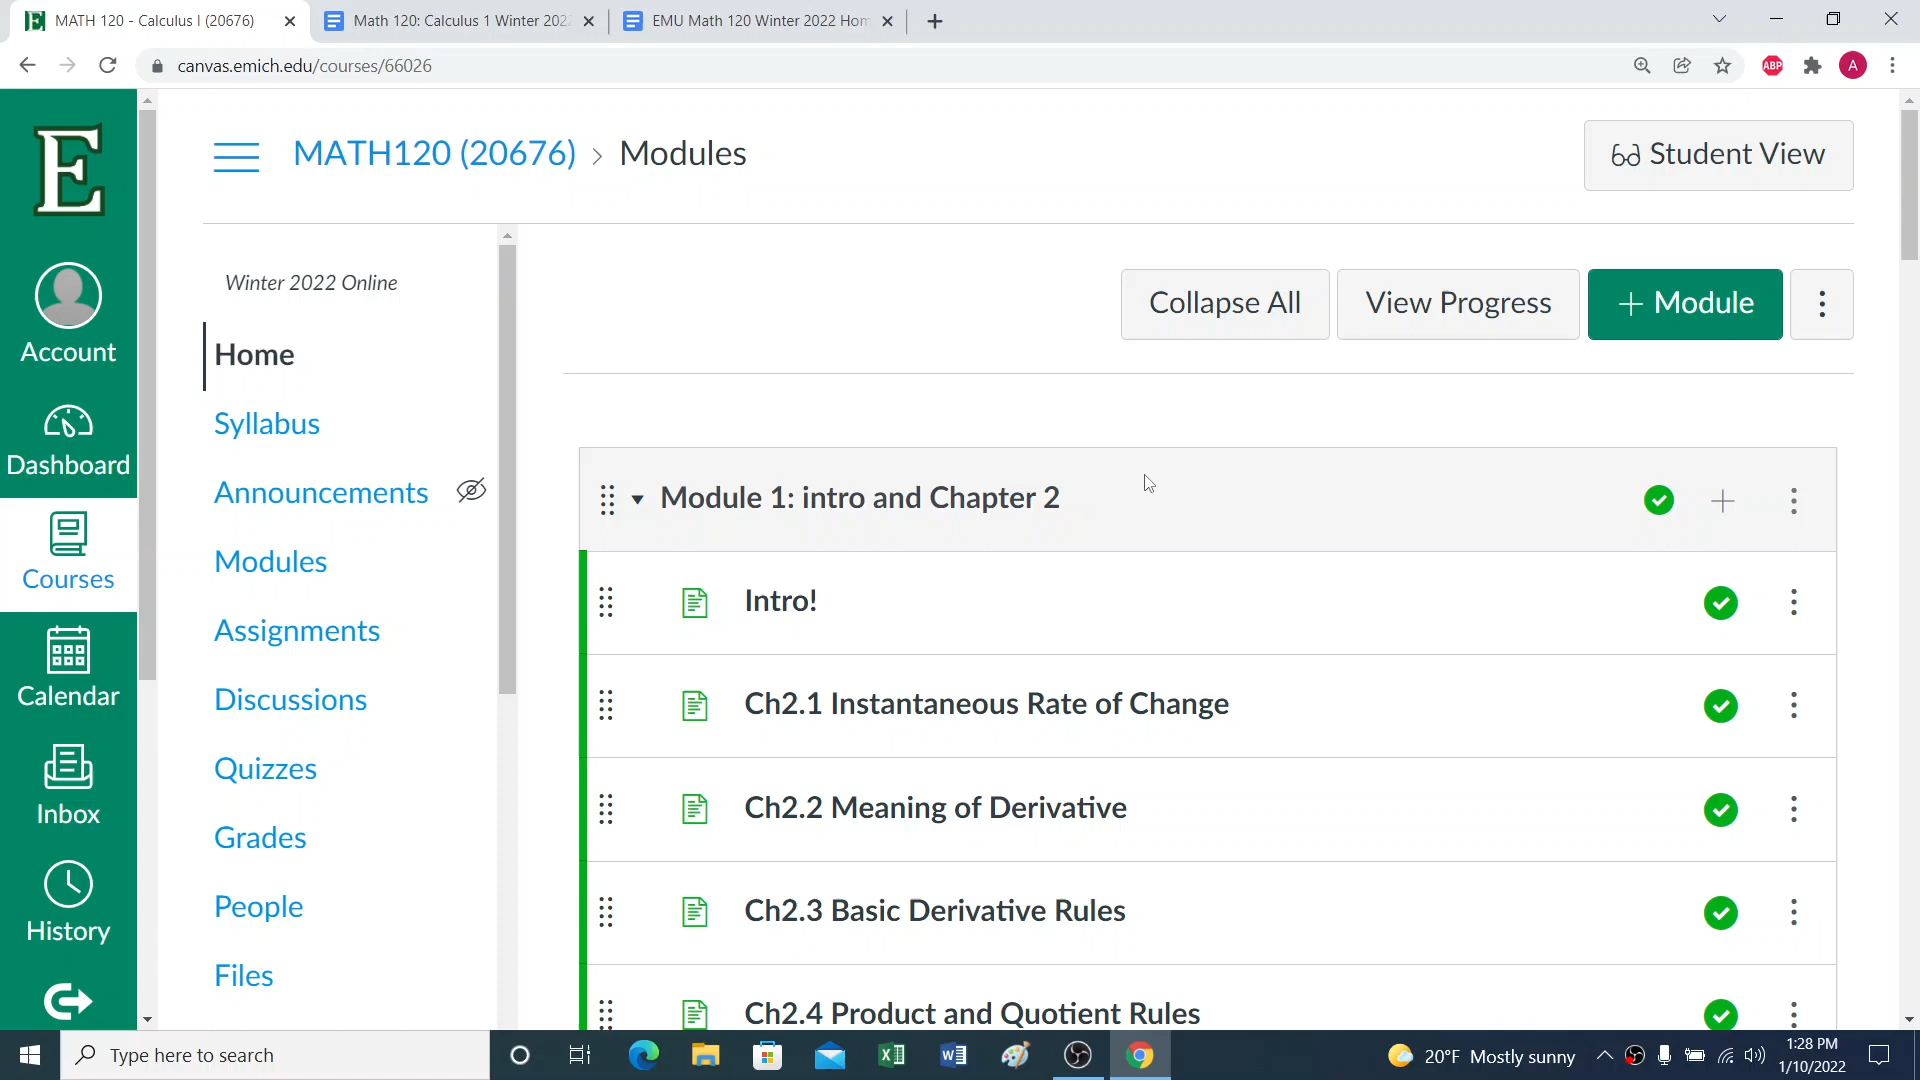 MATH 120 - Calculus I (20676)
Math 120: Calculus 1 Winter 202
EMU Math 120 Winter 2022 Hom
canvas.emich.edu/courses/66026
ABP
A
E
MATH120 (20676) > Modules
Student View
Winter 2022 Online
Collapse All
View Progress
+ Module
Account
Home
Syllabus
Dashboard
Announcements
Module 1: intro and Chapter 2
Courses
Modules
Intro!
Assignments
Calendar
Discussions
Ch2.1 Instantaneous Rate of Change
Quizzes
Inbox
Ch2.2 Meaning of Derivative
Grades
People
Ch2.3 Basic Derivative Rules
History
Files
Ch2.4 Product and Quotient Rules
Type here to search
20°F Mostly sunny
1:28 PM
1/10/2022